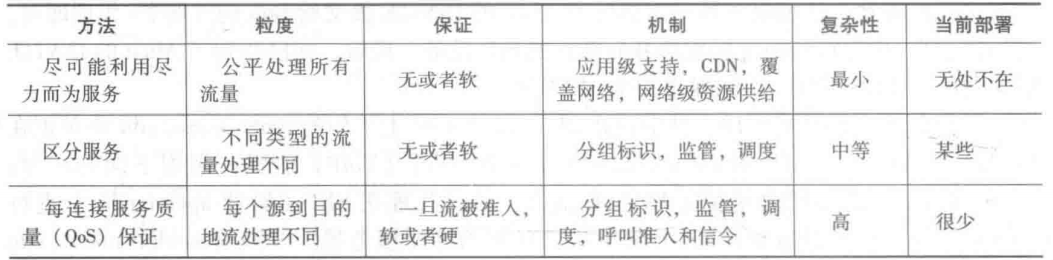 方法 粒度 保证 机制 复杂性 当前部署
尽可能利用尽 公平处理所有 无或者软 应用级支持，CDN，覆 最小 无处不在
力而为服务 流量 盖网络，网络级资源供给
区分服务 不同类型的流 无或者软 分组标识，监管，调度 中等 某些
量处理不同
每连接服务质 每个源到目的 一旦流被准入， 分组标识，监管，调 高 很少
量（QoS）保证 地流处理不同 软或者硬 度，呼叫准入和信令